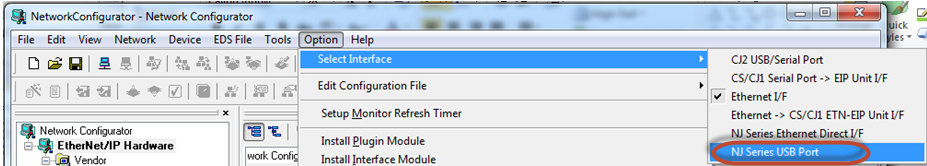 NetworkConfigurator - Network Configurator
File Edit View Network Device EDS File Tools Option Help
Select Interface
Edit Configuration File
Setup Monitor Refresh Timer
Install Plugin Module
Install Interface Module
CJ2 USB/Serial Port
CS/CJ1 Serial Port -> EIP Unit I/F
Ethernet I/F
Ethernet -> CS/CJ1 ETN-EIP Unit I/F
NJ Series Ethernet Direct I/F
NJ Series USB Port
Network Configurator
EtherNet/IP Hardware
Vendor
work Config
uick
yles